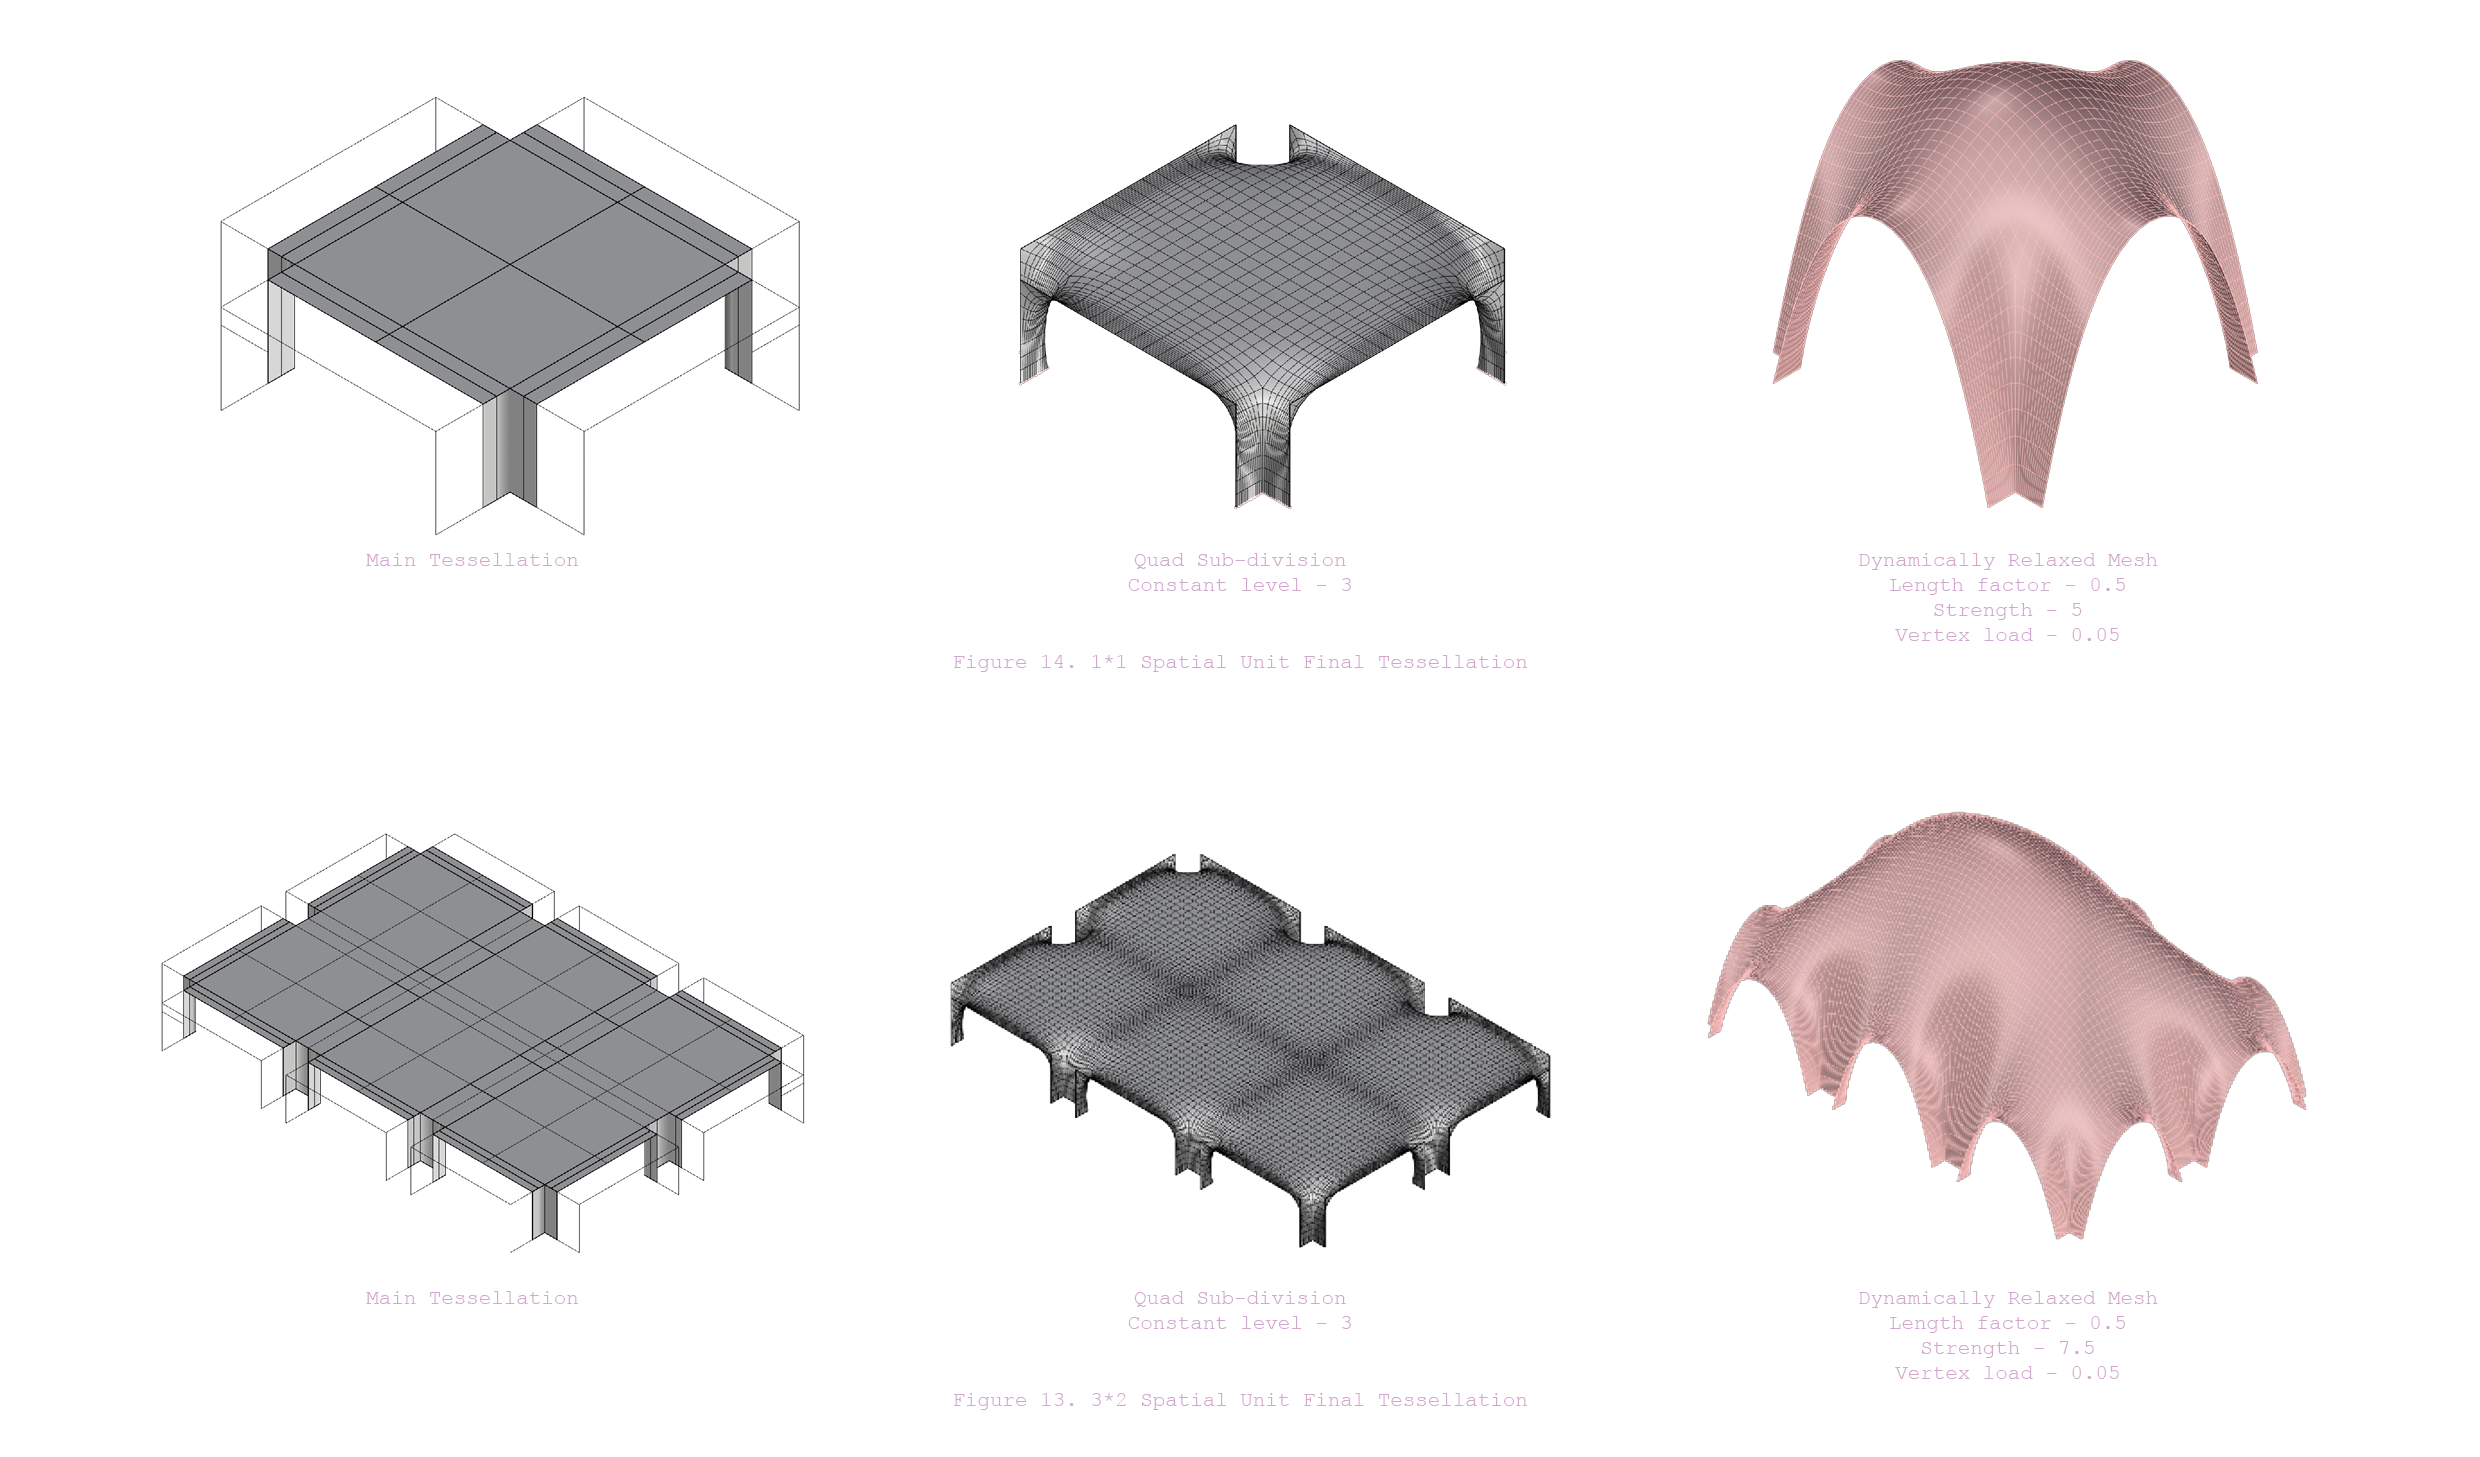 Main Tessellation
Quad Sub-division
Constant level - 3
Dynamically Relaxed Mesh
Length factor - 0.5
Strength - 5
Vertex load - 0.05
Figure 14. 1*1 Spatial Unit Final Tessellation
Main Tessellation
Quad Sub-division
Constant level - 3
Dynamically Relaxed Mesh
Length factor - 0.5
Strength - 7.5
Vertex load - 0.05
Figure 13. 3*2 Spatial Unit Final Tessellation